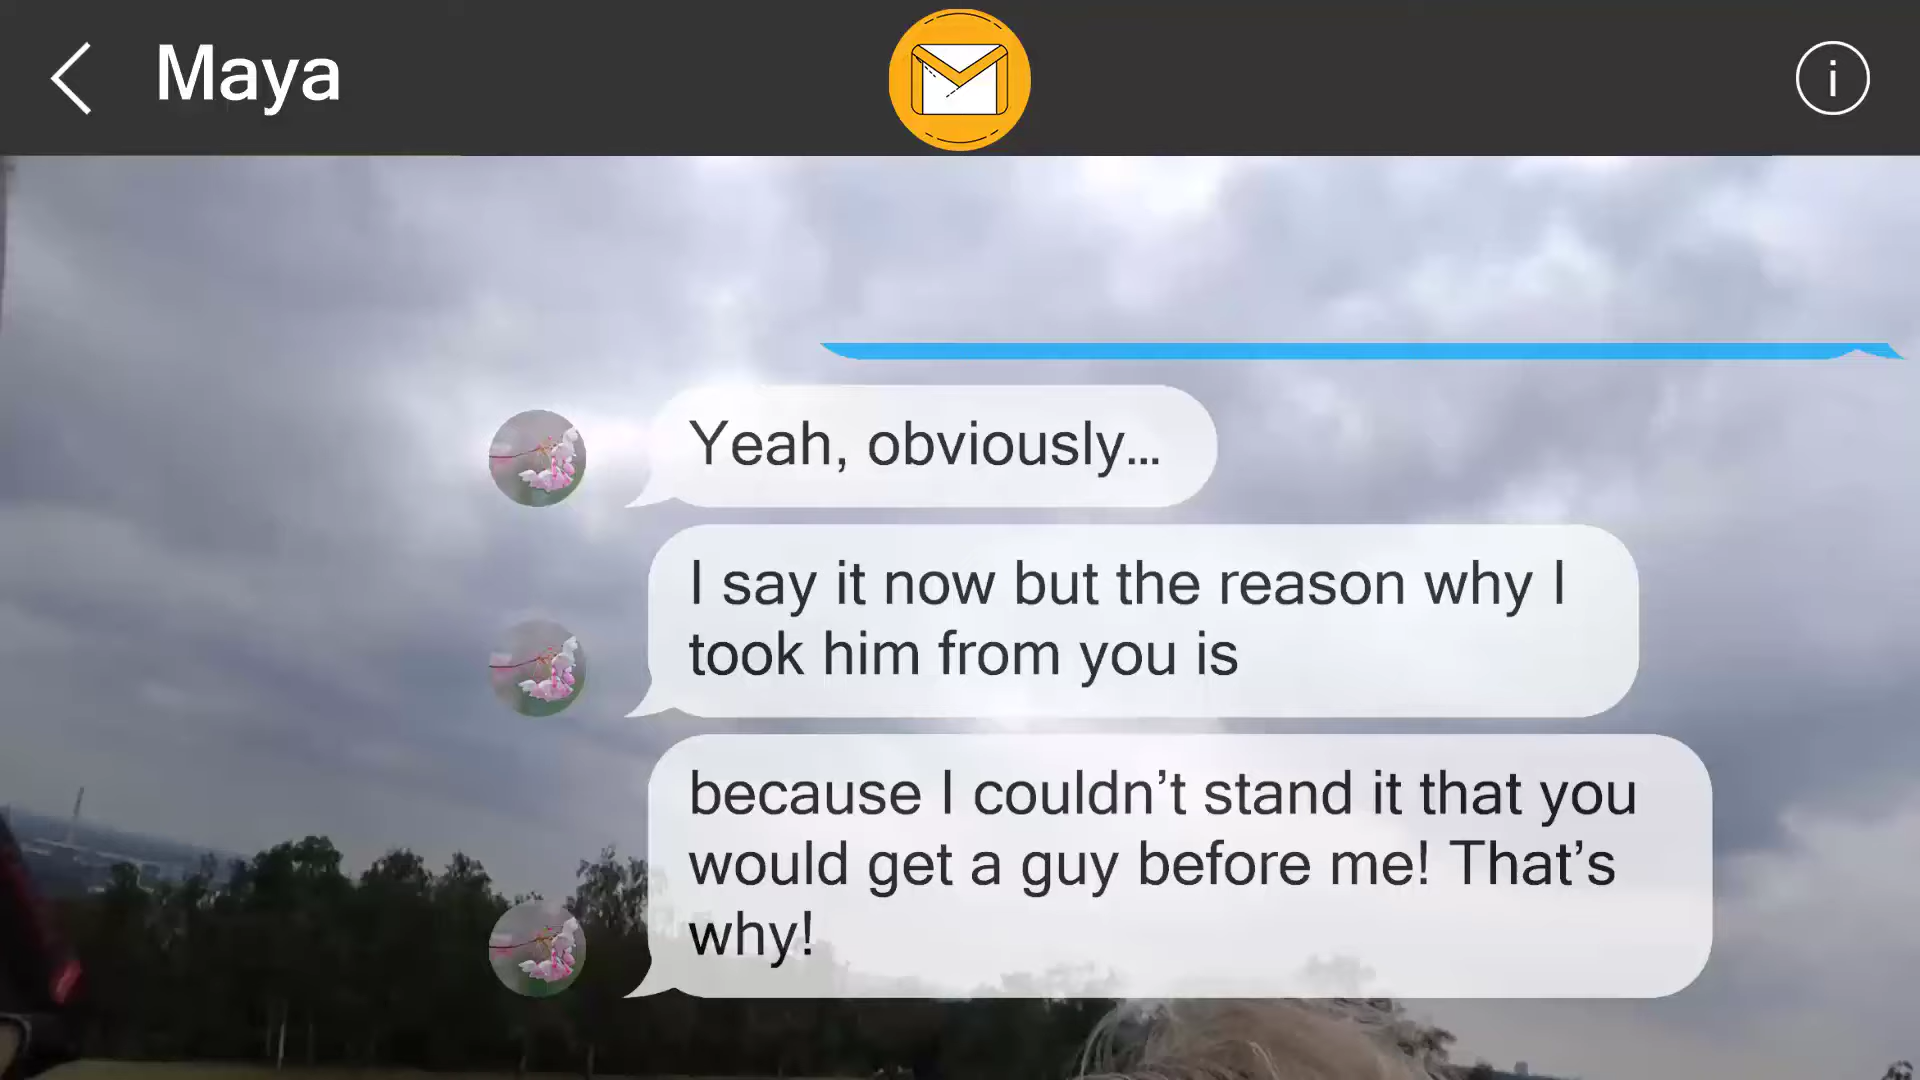 Maya
Yeah, obviously...
I say it now but the reason why I
took him from you is
because I couldn’t stand it that you
would get a guy before me! That’s
why!